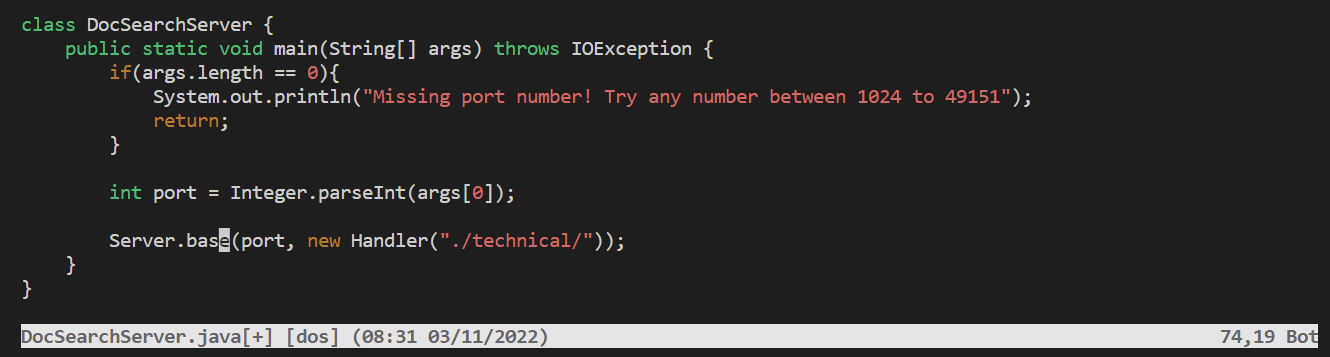 class DocSearchServer {
    public static void main(String[] args) throws IOException {
        if(args.length == 0){
            System.out.println("Missing port number! Try any number between 1024 to 49151");
            return;
        }

        int port = Integer.parseInt(args[0]);

        Server.base(port, new Handler("./technical/"));
    }
}
DocSearchServer.java[+] [dos] (08:31 03/11/2022) 74,19 Bot